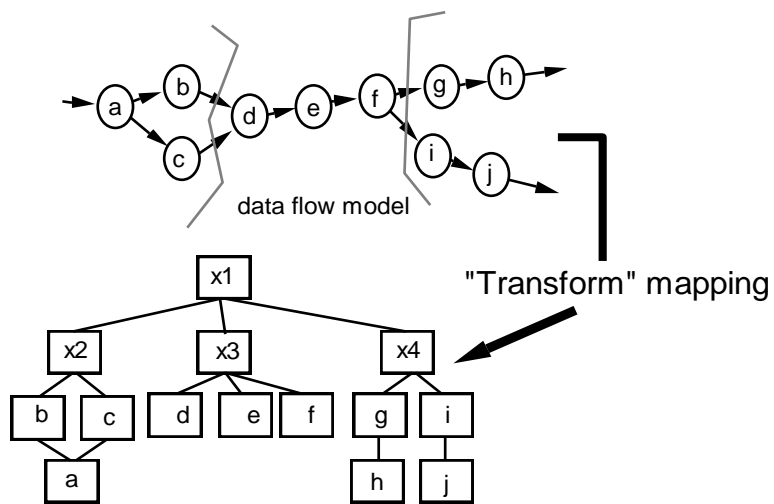 a
b
c
d
e
f
g
h
i
j
data flow model
"Transform" mapping
x1
x2
x3
x4
b
c
d
e
f
g
i
a
h
j